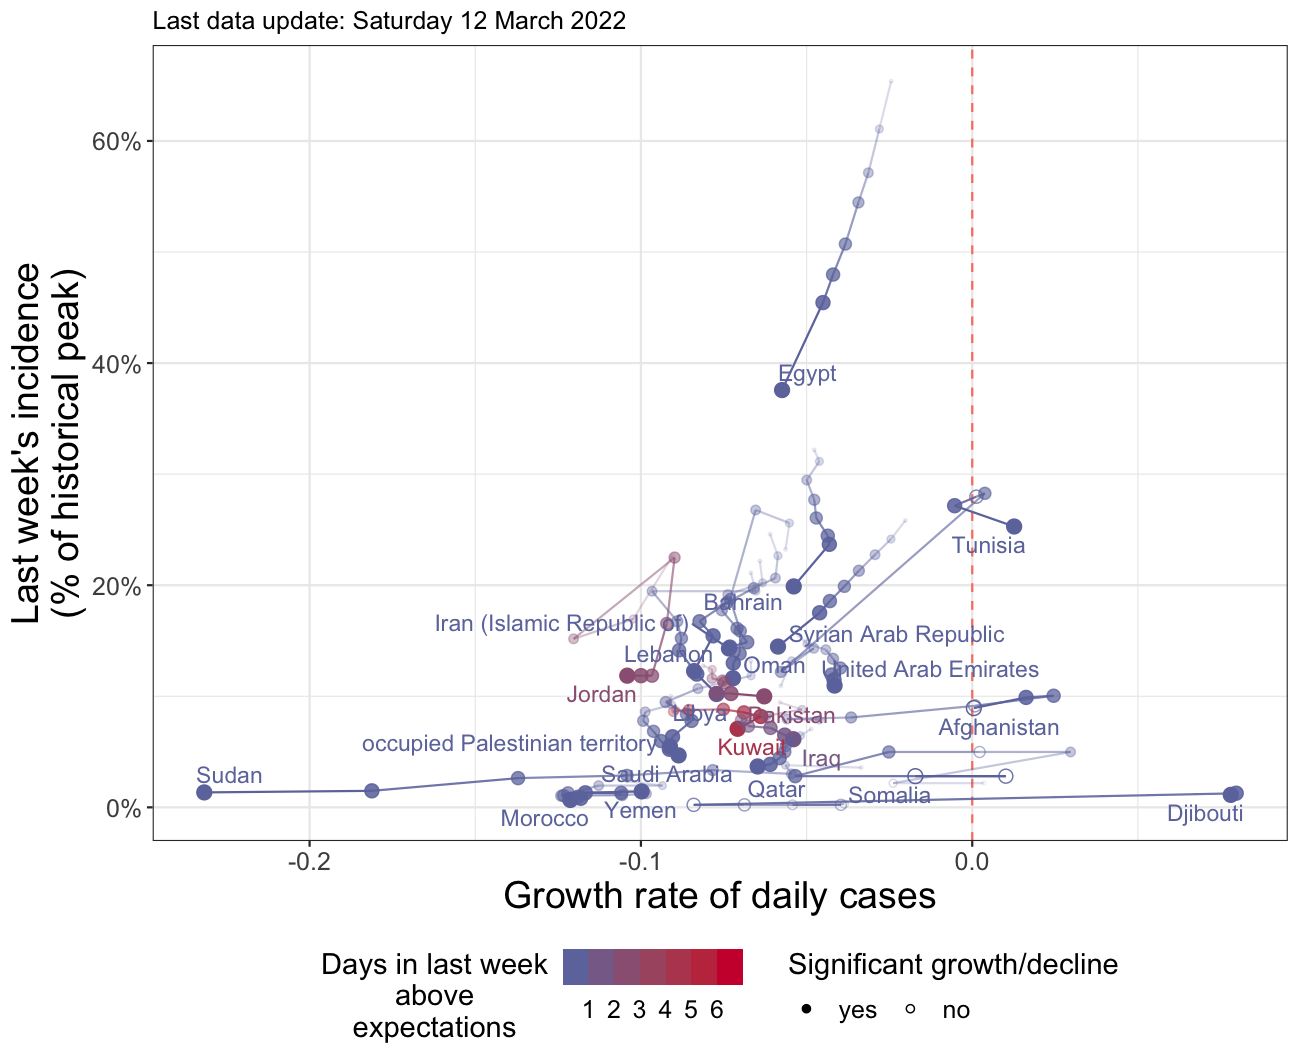 Last data update: Saturday 12 March 2022
Last week's incidence
(% of historical peak)
60%
40%
20%
0%
Egypt
Tunisia
Bahrain
Iran (Islamic Republic of)
Syrian Arab Republic
Lebanon
Oman
United Arab Emirates
Jordan
Libya
Pakistan
Afghanistan
occupied Palestinian territory
Kuwait
Iraq
Sudan
Saudi Arabia
Qatar
Somalia
Morocco
Yemen
Djibouti
-0.2
-0.1
0.0
Growth rate of daily cases
Days in last week
above
expectations
1 2 3 4 5 6
Significant growth/decline
yes
no